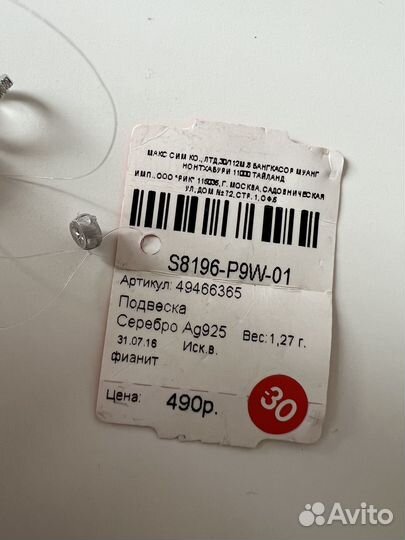 МАКС СИМ КО., ЛТД,30/112М.8 БАНГКАСОР МУАНГ
НОНТХАБУРИ 11000 ТАЙЛАНД
ИМП.:ООО "РИК" 115035, Г. МОСКВА, САДОВНИЧЕСКАЯ
УЛ, ДОМ №72, СТР. 1, ОФ.5
S8196-P9W-01
Артикул: 49466365
Подвеска
Серебро Ag925 Вес:1,27 г.
31.07.16 Иск.в.
фианит
Цена: 490р.
30
Avito